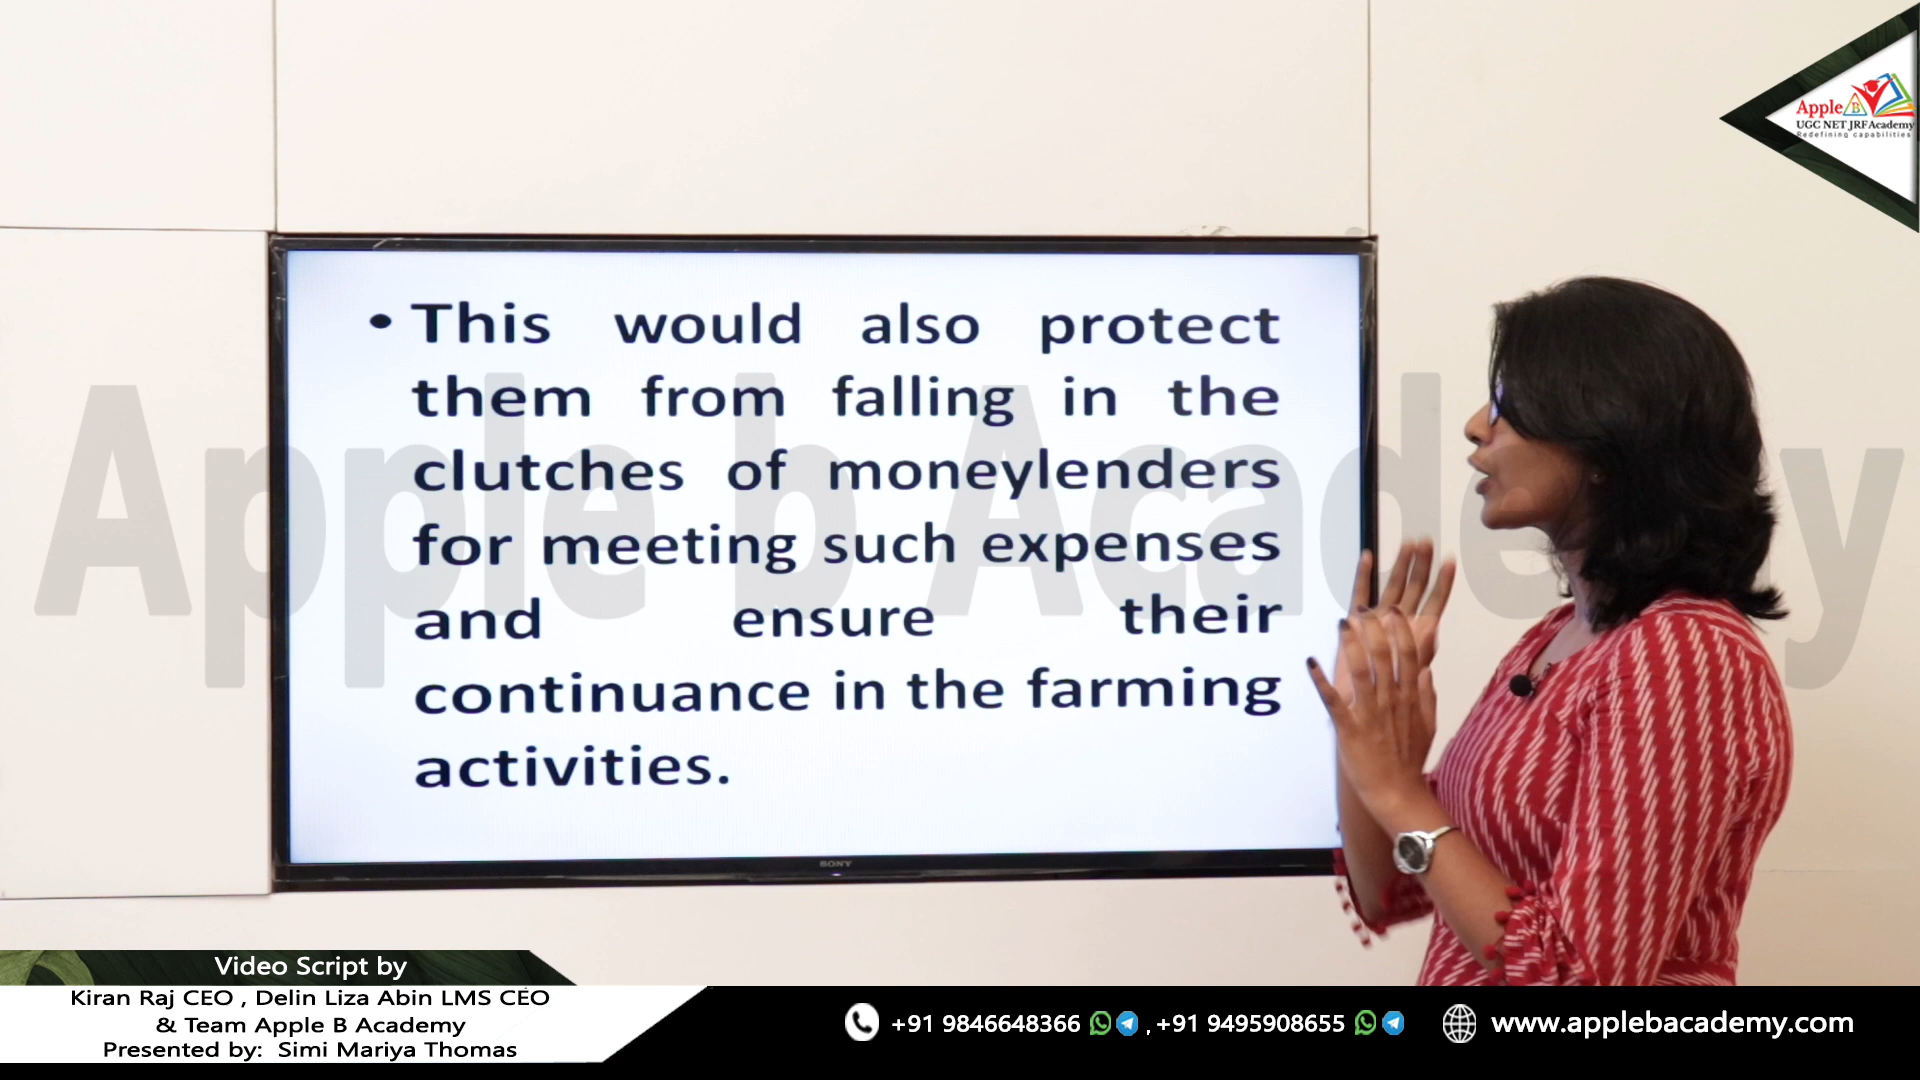 Apple B
UGC NET JRF Academy
Redefining capabilities
• This would also protect
them from falling in the
clutches of moneylenders
for meeting such expenses
and ensure their
continuance in the farming
activities.
Apple b Academy
SONY
Video Script by
Kiran Raj CEO , Delin Liza Abin LMS CEO
& Team Apple B Academy
Presented by: Simi Mariya Thomas
+91 9846648366 , +91 9495908655 www.applebacademy.com